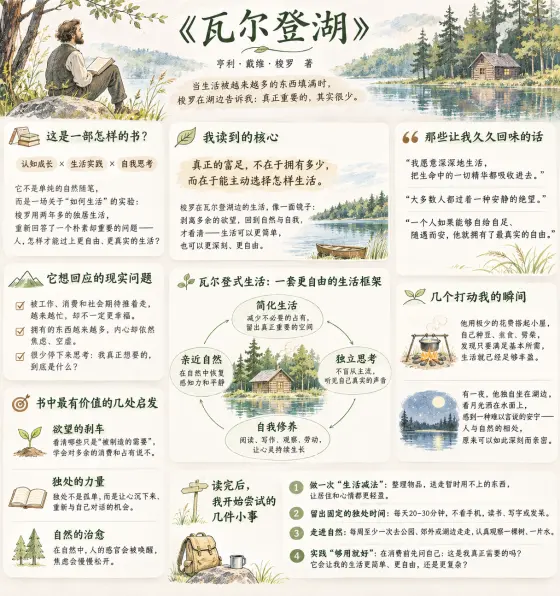 《瓦尔登湖》
亨利·戴维·梭罗 著
当生活被越来越多的东西填满时，
梭罗在湖边告诉我：真正重要的，其实很少。
这是一部怎样的书？
认知成长 × 生活实践 × 自我思考
它不是单纯的自然随笔，
而是一场关于“如何生活”的实验：
梭罗用两年多的独居生活，
重新回答了一个朴素却重要的问题——
人，怎样才能过上更自由、更真实的生活？
我读到的核心
真正的富足，不在于拥有多少，
而在于能主动选择怎样生活。
梭罗在瓦尔登湖边的生活，像一面镜子：
剥离多余的欲望，回到自然与自我，
才看清——生活可以更简单，
也可以更深刻、更自由。
那些让我久久回味的话
“我愿意深深地生活，
把生命中的一切精华都吸收进去。”
“大多数人都过着一种安静的绝望。”
“一个人如果能够自给自足、
随遇而安，他就拥有了最真实的自由。”
它想回应的现实问题
被工作、消费和社会期待推着走，
越来越忙，却不一定更幸福。
拥有的东西越来越多，内心却依然
焦虑、空虚。
很少停下来思考：我真正想要的，
到底是什么？
瓦尔登式生活：一套更自由的生活框架
简化生活
减少不必要的占有，
留出真正重要的空间
亲近自然
在自然中恢复
感知力和平静
独立思考
不盲从主流，
听见自己真实的声音
自我修养
阅读、写作、观察、劳动，
让心灵持续生长
几个打动我的瞬间
他用极少的花费搭起小屋，
自己种豆、煮食、劳柴，
发现只要满足基本所需，
生活就已经足够丰盈。
有一夜，他独自坐在湖边，
看月光洒在水面上，
感到一种难以言说的安宁——
人与自然的相处，
原来可以如此深刻而亲密。
书中最有价值的几处启发
欲望的刹车
看清哪些只是“被制造的需要”，
学会对多余的消费和占有说不。
独处的力量
独处不是孤单，而是让心沉下来，
重新与自己对话的机会。
自然的治愈
在自然中，人的感官会被唤醒，
焦虑会慢慢松开。
读完后，
我开始尝试的
几件小事
1 做一次“生活减法”：整理物品，送走暂时用不上的东西，
让居住和心情都更轻盈。
2 留出固定的独处时间：每天20–30分钟，不看手机，读书、写字或发呆。
3 走进自然：每周至少一次去公园、郊外或湖边走走，认真观察一棵树、一片水。
4 实践“够用就好”：在消费前先问自己：这是我真正需要的吗？
它会让我的生活更简单、更自由，还是更复杂？